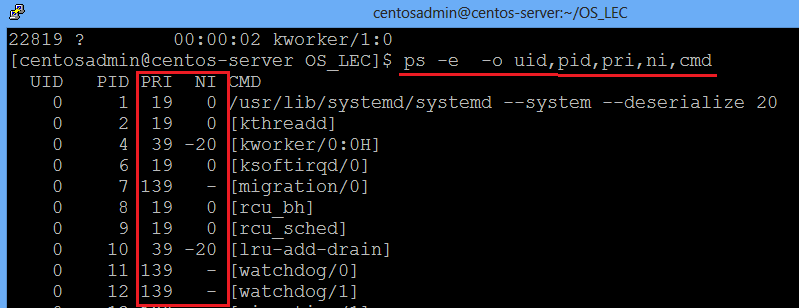 centosadmin@centos-server:~/OS_LEC
22819 ?        00:00:02 kworker/1:0
[centosadmin@centos-server OS_LEC]$ ps -e  -o uid,pid,pri,ni,cmd
  UID   PID PRI  NI CMD
    0     1  19   0 /usr/lib/systemd/systemd --system --deserialize 20
    0     2  19   0 [kthreadd]
    0     4  39 -20 [kworker/0:0H]
    0     6  19   0 [ksoftirqd/0]
    0     7 139   - [migration/0]
    0     8  19   0 [rcu_bh]
    0     9  19   0 [rcu_sched]
    0    10  39 -20 [lru-add-drain]
    0    11 139   - [watchdog/0]
    0    12 139   - [watchdog/1]